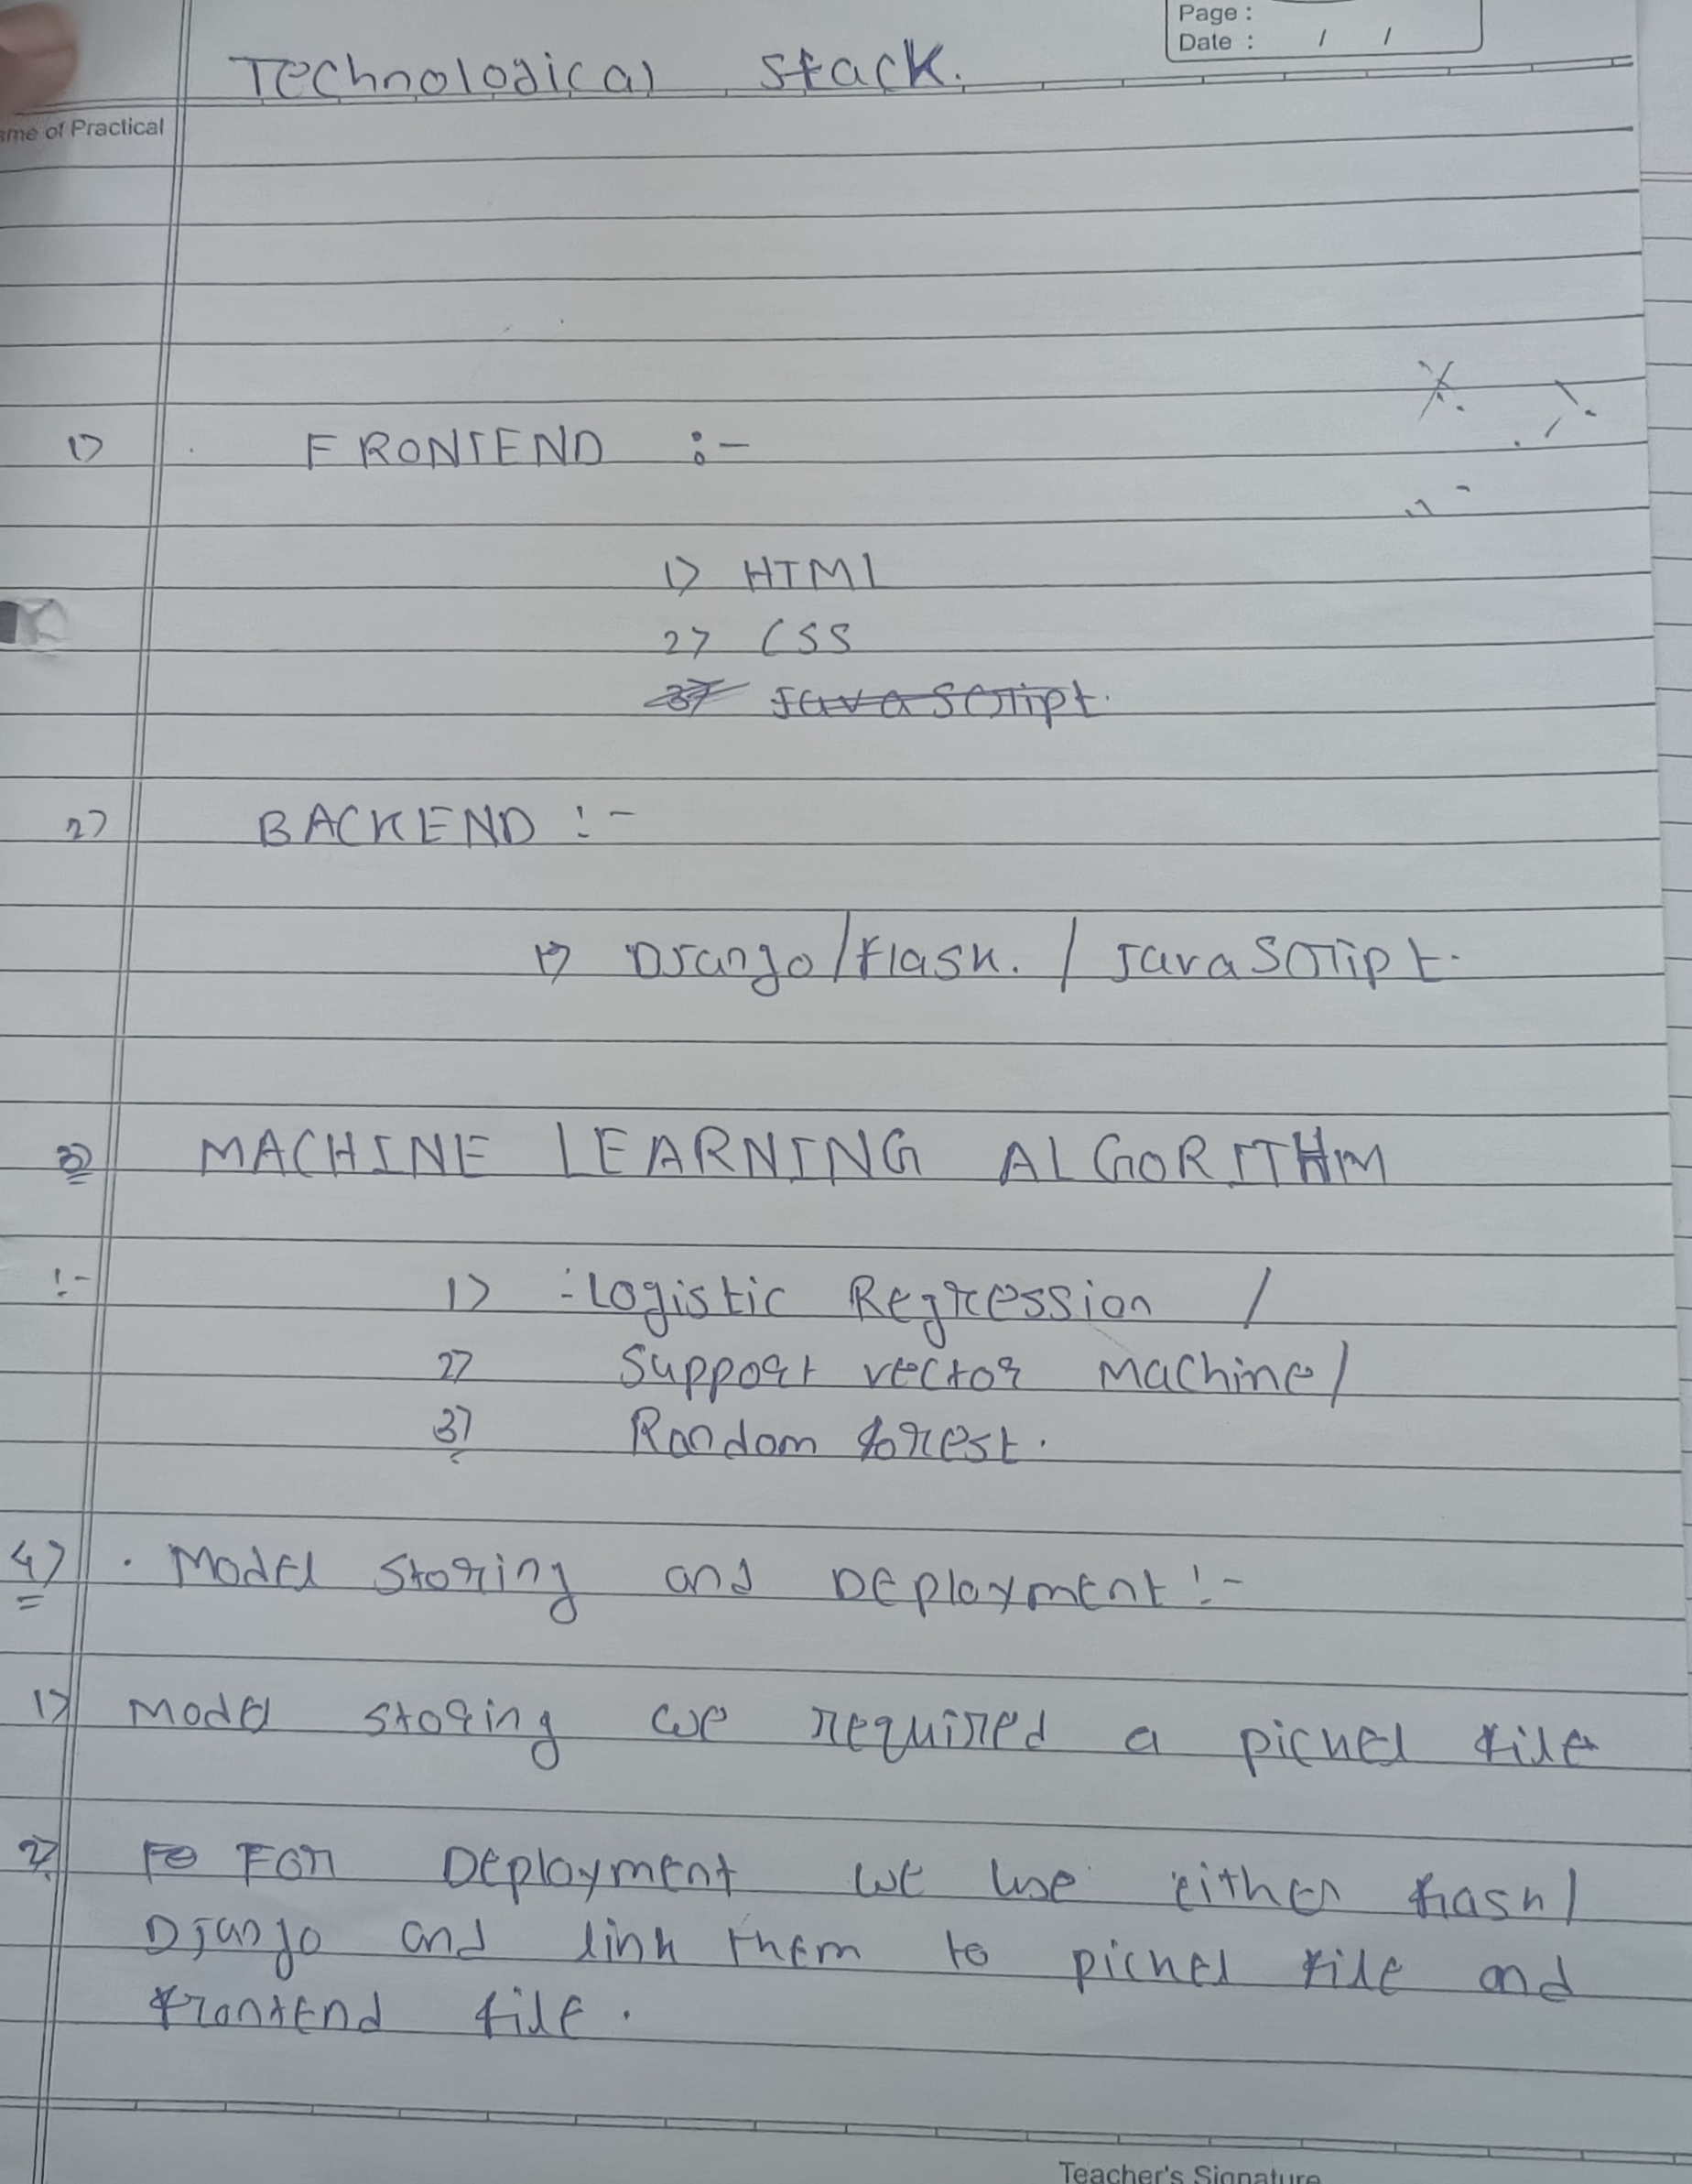 Page :
Date : / /
Technological stack.
ame of Practical
1) FRONTEND :-
1) HTML
2) CSS
3) JavaScript.
2) BACKEND :-
1) Django/Flask. / JavaScript.
3) MACHINE LEARNING ALGORITHM
:- 1) Logistic Regression /
2) Support vector Machine/
3) Random forest.
4) . Model storing and Deployment :-
1) Model storing we required a pickel file
2) Fo For Deployment we use either flask/
Django and link them to pickel file and
frontend file.
Teacher's Signature